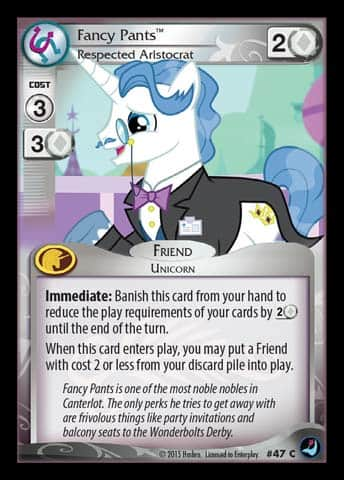 Fancy Pants™
Respected Aristocrat
2
COST
3
3
FRIEND
UNICORN
Immediate: Banish this card from your hand to
reduce the play requirements of your cards by 2
until the end of the turn.
When this card enters play, you may put a Friend
with cost 2 or less from your discard pile into play.
Fancy Pants is one of the most noble nobles in
Canterlot. The only perks he tries to get away with
are frivolous things like party invitations and
balcony seats to the Wonderbolts Derby.
© 2015 Hasbro. Licensed to Enterplay.
#47 C